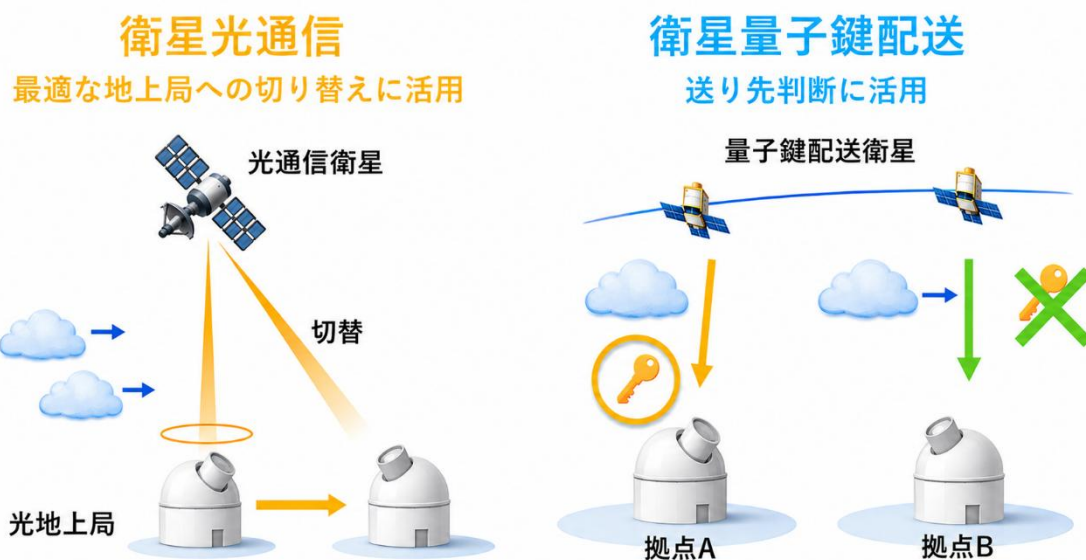 衛星光通信
最適な地上局への切り替えに活用
光通信衛星
切替
光地上局
衛星量子鍵配送
送り先判断に活用
量子鍵配送衛星
拠点A
拠点B